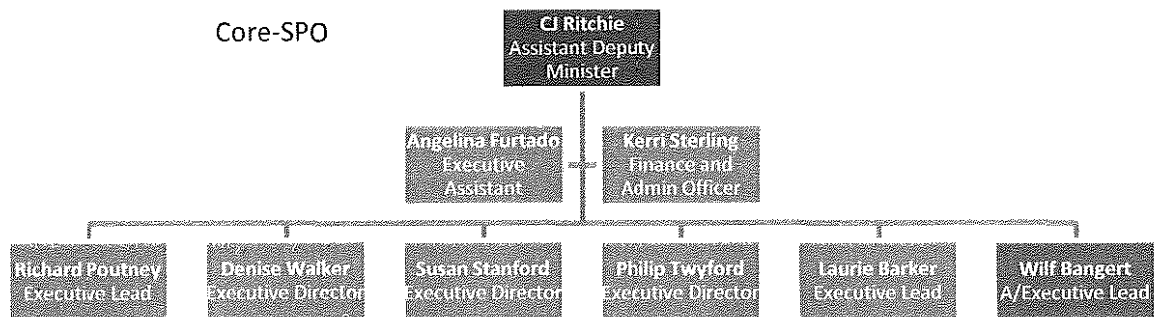 Core-SPO
CJ Ritchie
Assistant Deputy
Minister
Angelina Furtado
Executive
Assistant
Kerri Sterling
Finance and
Admin Officer
Richard Poutney
Executive Lead
Denise Walker
Executive Director
Susan Stanford
Executive Director
Philip Twyford
Executive Director
Laurie Barker
Executive Lead
Wilf Bangert
A/Executive Lead